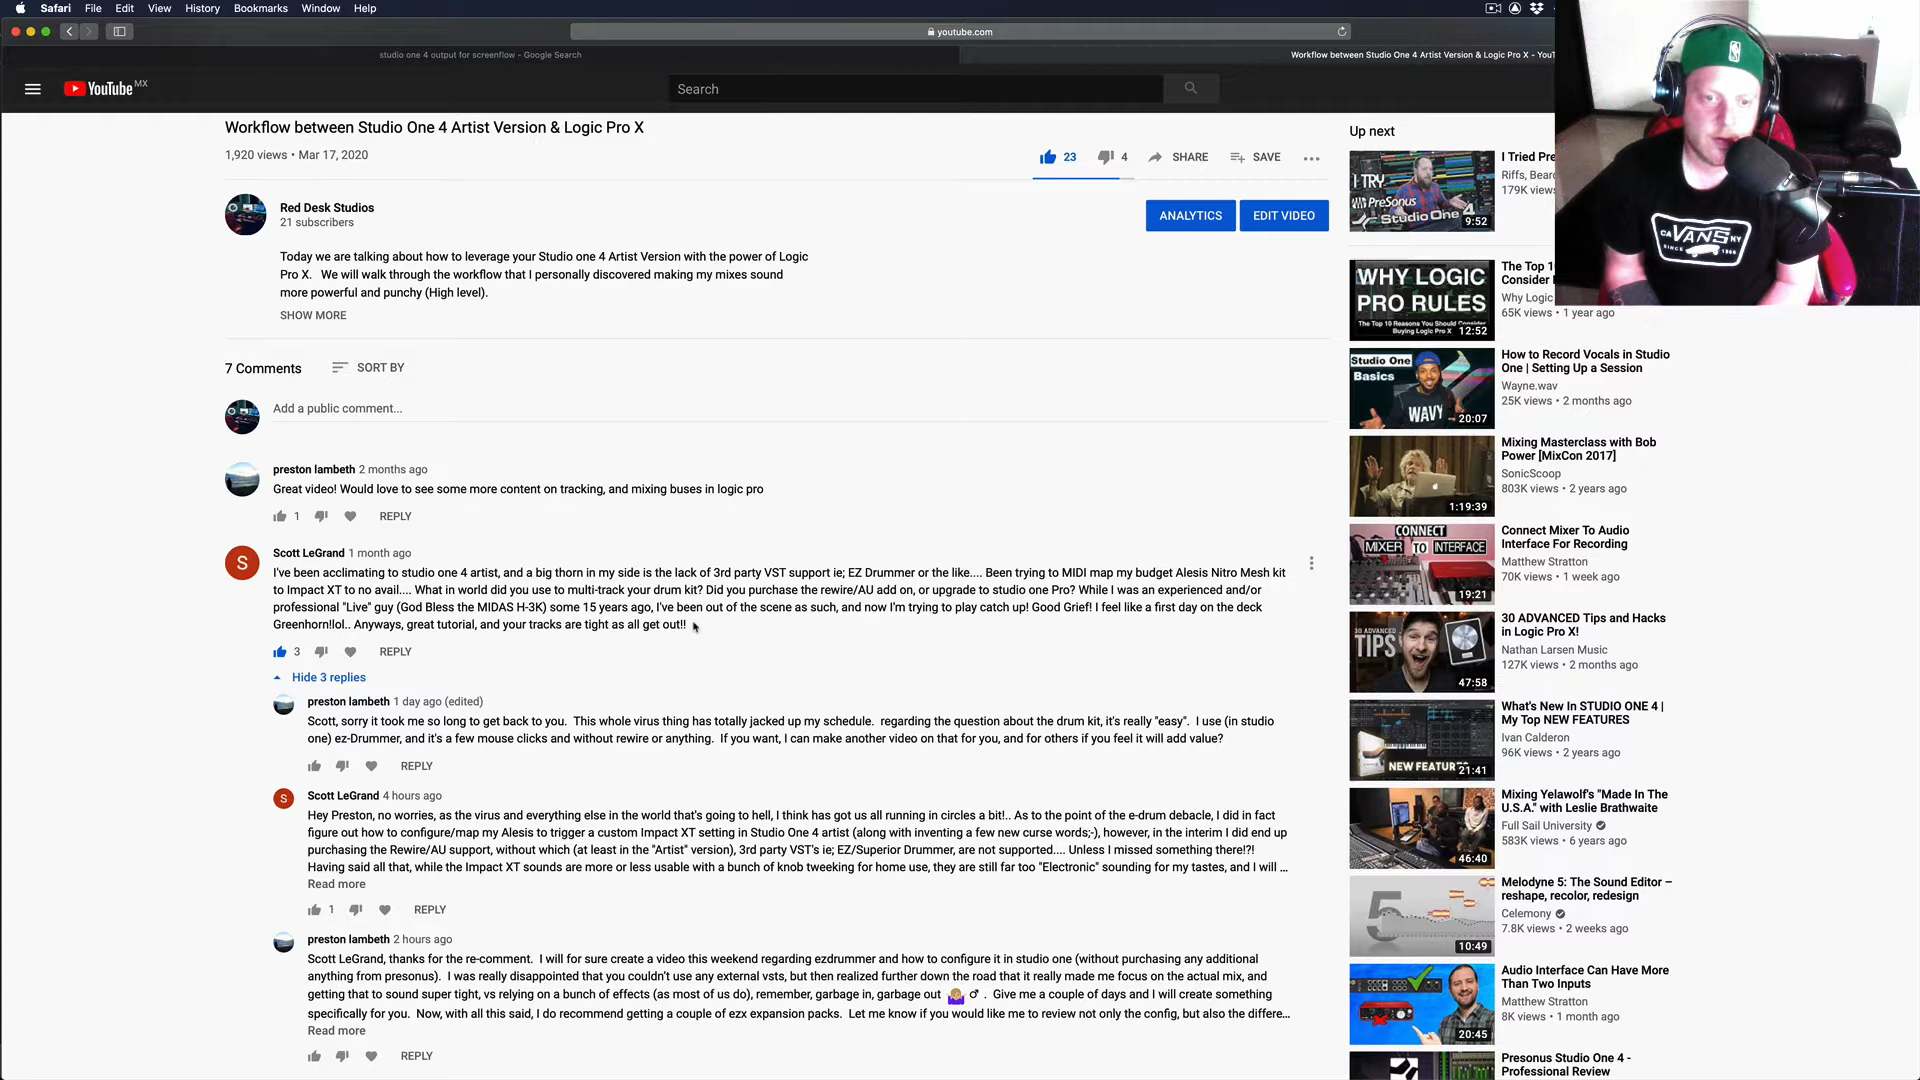 Safari File Edit View History Bookmarks Window Help
youtube.com
studio one 4 output for screenflow - Google Search
Workflow between Studio One 4 Artist Version & Logic Pro X - YouT
YouTube MX
Search
Workflow between Studio One 4 Artist Version & Logic Pro X
1,920 views • Mar 17, 2020
23 4 SHARE SAVE
Red Desk Studios
21 subscribers
ANALYTICS EDIT VIDEO
Today we are talking about how to leverage your Studio one 4 Artist Version with the power of Logic
Pro X. We will walk through the workflow that I personally discovered making my mixes sound
more powerful and punchy (High level).
SHOW MORE
7 Comments SORT BY
Add a public comment...
preston lambeth 2 months ago
Great video! Would love to see some more content on tracking, and mixing buses in logic pro
1 REPLY
Scott LeGrand 1 month ago
I've been acclimating to studio one 4 artist, and a big thorn in my side is the lack of 3rd party VST support ie; EZ Drummer or the like.... Been trying to MIDI map my budget Alesis Nitro Mesh kit
to Impact XT to no avail.... What in world did you use to multi-track your drum kit? Did you purchase the rewire/AU add on, or upgrade to studio one Pro? While I was an experienced and/or
professional "Live" guy (God Bless the MIDAS H-3K) some 15 years ago, I've been out of the scene as such, and now I'm trying to play catch up! Good Grief! I feel like a first day on the deck
Greenhorn!lol.. Anyways, great tutorial, and your tracks are tight as all get out!!
3 REPLY
Hide 3 replies
preston lambeth 1 day ago (edited)
Scott, sorry it took me so long to get back to you. This whole virus thing has totally jacked up my schedule. regarding the question about the drum kit, it's really "easy". I use (in studio
one) ez-Drummer, and it's a few mouse clicks and without rewire or anything. If you want, I can make another video on that for you, and for others if you feel it will add value?
REPLY
S
Scott LeGrand 4 hours ago
Hey Preston, no worries, as the virus and everything else in the world that's going to hell, I think has got us all running in circles a bit!.. As to the point of the e-drum debacle, I did in fact
figure out how to configure/map my Alesis to trigger a custom Impact XT setting in Studio One 4 artist (along with inventing a few new curse words;-), however, in the interim I did end up
purchasing the Rewire/AU support, without which (at least in the "Artist" version), 3rd party VST's ie; EZ/Superior Drummer, are not supported.... Unless I missed something there!?!
Having said all that, while the Impact XT sounds are more or less usable with a bunch of knob tweeking for home use, they are still far too "Electronic" sounding for my tastes, and I will ...
Read more
1 REPLY
preston lambeth 2 hours ago
Scott LeGrand, thanks for the re-comment. I will for sure create a video this weekend regarding ezdrummer and how to configure it in studio one (without purchasing any additional
anything from presonus). I was really disappointed that you couldn't use any external vsts, but then realized further down the road that it really made me focus on the actual mix, and
getting that to sound super tight, vs relying on a bunch of effects (as most of us do), remember, garbage in, garbage out 🤷🏼 ♂ . Give me a couple of days and I will create something
specifically for you. Now, with all this said, I do recommend getting a couple of ezx expansion packs. Let me know if you would like me to review not only the config, but also the differe...
Read more
REPLY
Up next
I TRY
PreSonus
Studio One 4
9:52
I Tried Pre
Riffs, Beard
179K views
WHY LOGIC
PRO RULES
The Top 10 Reasons You Should Consider
Buying Logic Pro X
12:52
The Top 1
Consider
Why Logic
65K views • 1 year ago
Studio One
Basics
WAVY
20:07
How to Record Vocals in Studio
One | Setting Up a Session
Wayne.wav
25K views • 2 months ago
1:19:39
Mixing Masterclass with Bob
Power [MixCon 2017]
SonicScoop
803K views • 2 years ago
CONNECT
MIXER TO INTERFACE
19:21
Connect Mixer To Audio
Interface For Recording
Matthew Stratton
70K views • 1 week ago
30 ADVANCED
TIPS
47:58
30 ADVANCED Tips and Hacks
in Logic Pro X!
Nathan Larsen Music
127K views • 2 months ago
NEW FEATUR
21:41
What's New In STUDIO ONE 4 |
My Top NEW FEATURES
Ivan Calderon
96K views • 2 years ago
46:40
Mixing Yelawolf's "Made In The
U.S.A." with Leslie Brathwaite
Full Sail University
583K views • 6 years ago
5
10:49
Melodyne 5: The Sound Editor –
reshape, recolor, redesign
Celemony
7.8K views • 2 weeks ago
20:45
Audio Interface Can Have More
Than Two Inputs
Matthew Stratton
8K views • 1 month ago
Presonus Studio One 4 -
Professional Review
VANS